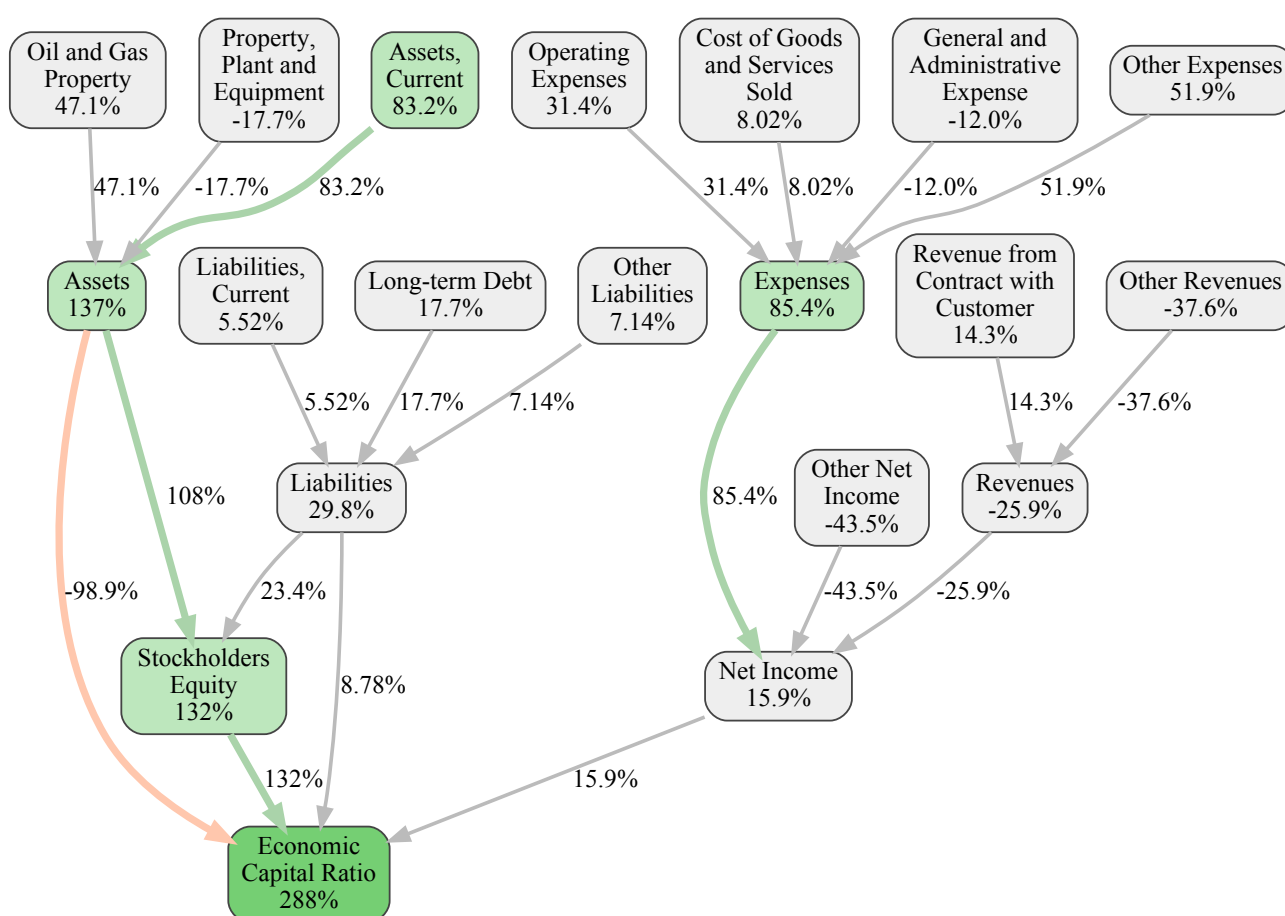 Oil and Gas
Property
47.1%
Property,
Plant and
Equipment
-17.7%
Assets,
Current
83.2%
Operating
Expenses
31.4%
Cost of Goods
and Services
Sold
8.02%
General and
Administrative
Expense
-12.0%
Other Expenses
51.9%
47.1%
-17.7%
83.2%
31.4%
8.02%
-12.0%
51.9%
Assets
137%
Liabilities,
Current
5.52%
Long-term Debt
17.7%
Other
Liabilities
7.14%
Expenses
85.4%
Revenue from
Contract with
Customer
14.3%
Other Revenues
-37.6%
5.52%
17.7%
7.14%
14.3%
-37.6%
108%
Liabilities
29.8%
85.4%
Other Net
Income
-43.5%
Revenues
-25.9%
-98.9%
23.4%
-43.5%
-25.9%
Stockholders
Equity
132%
8.78%
Net Income
15.9%
132%
15.9%
Economic
Capital Ratio
288%